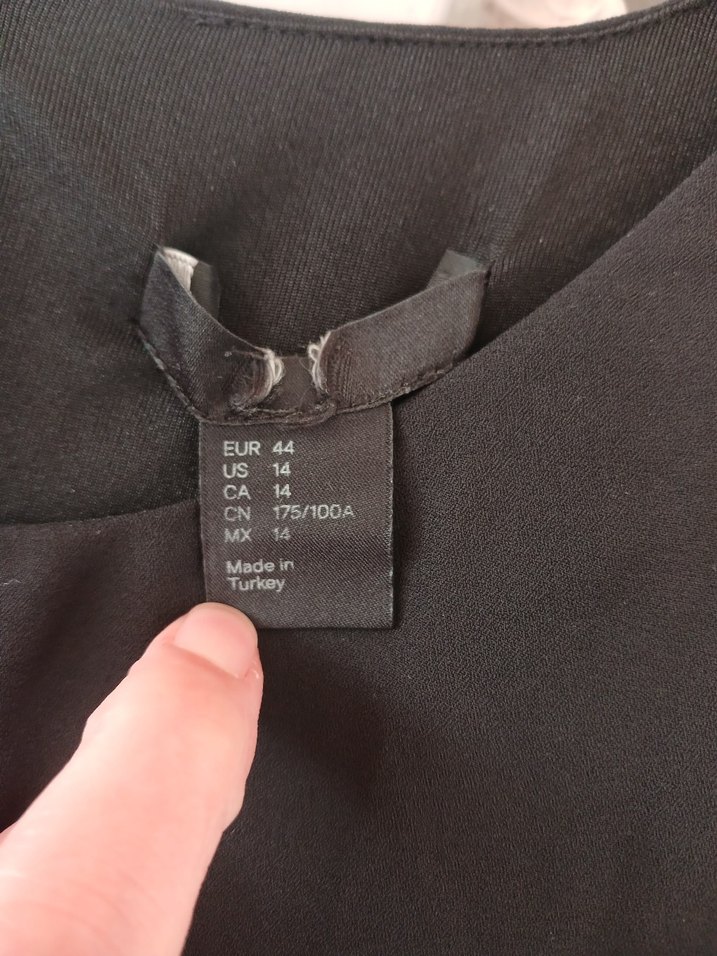 EUR 44
US 14
CA 14
CN 175/100A
MX 14
Made in
Turkey